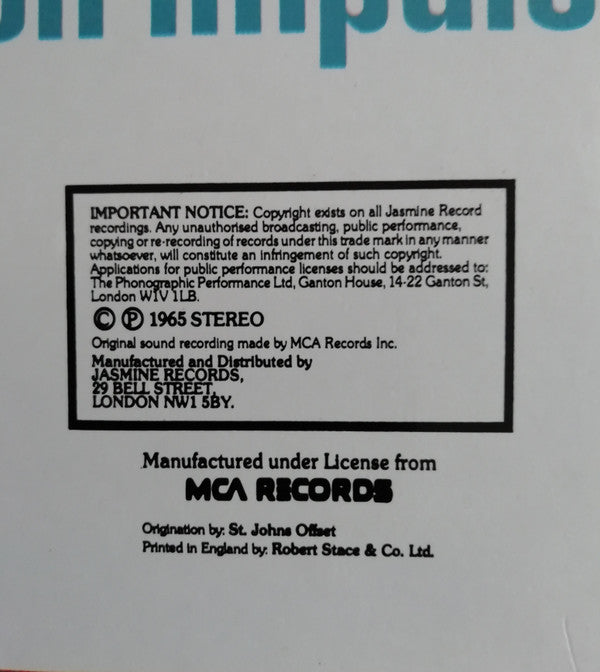 on impuls
IMPORTANT NOTICE: Copyright exists on all Jasmine Record
recordings. Any unauthorised broadcasting, public performance,
copying or re-recording of records under this trade mark in any manner
whatsoever, will constitute an infringement of such copyright.
Applications for public performance licenses should be addressed to:
The Phonographic Performance Ltd, Ganton House, 14-22 Ganton St,
London W1V 1LB.
© ℗ 1965 STEREO
Original sound recording made by MCA Records Inc.
Manufactured and Distributed by
JASMINE RECORDS,
29 BELL STREET,
LONDON NW1 5BY.
Manufactured under License from
MCA RECORDS
Origination by: St. Johns Offset
Printed in England by: Robert Stace & Co. Ltd.